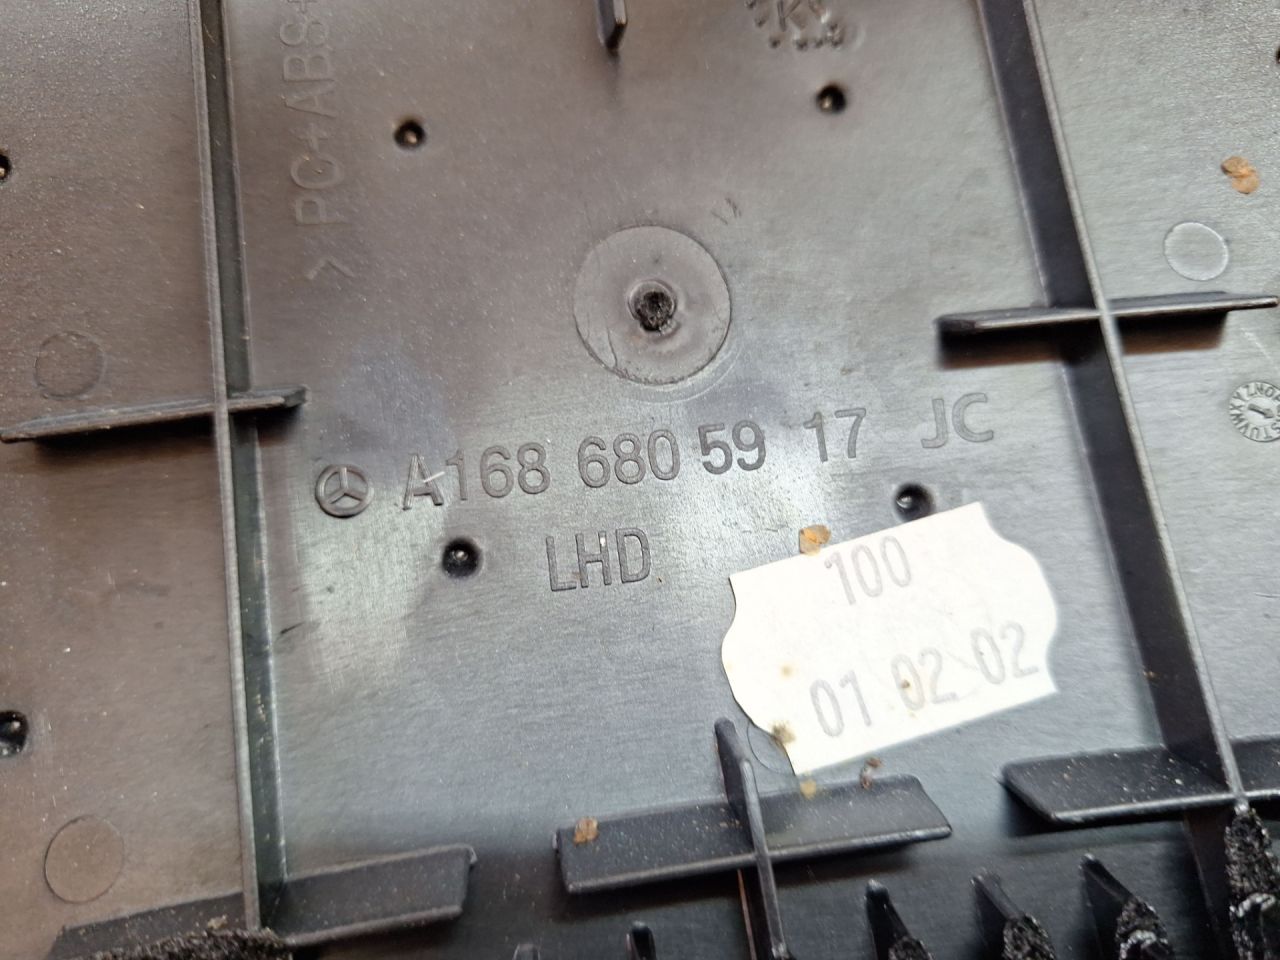 >PC+ABS+
A168 680 59 17 JC
LHD
100
01 02 02